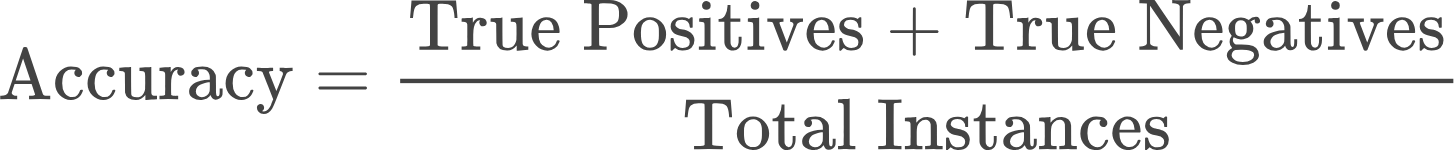 Accuracy = True Positives + True Negatives
Total Instances